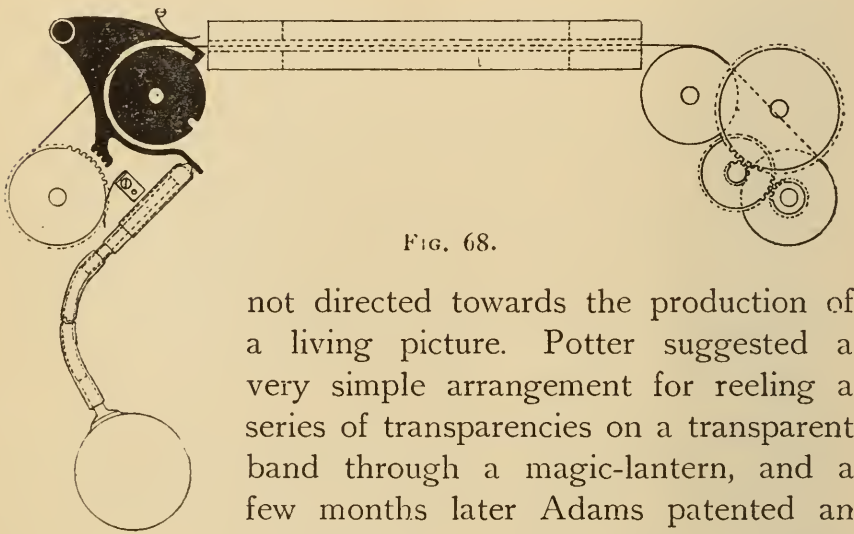 Fig. 68.
not directed towards the production of
a living picture. Potter suggested a
very simple arrangement for reeling a
series of transparencies on a transparent
band through a magic-lantern, and a
few months later Adams patented an